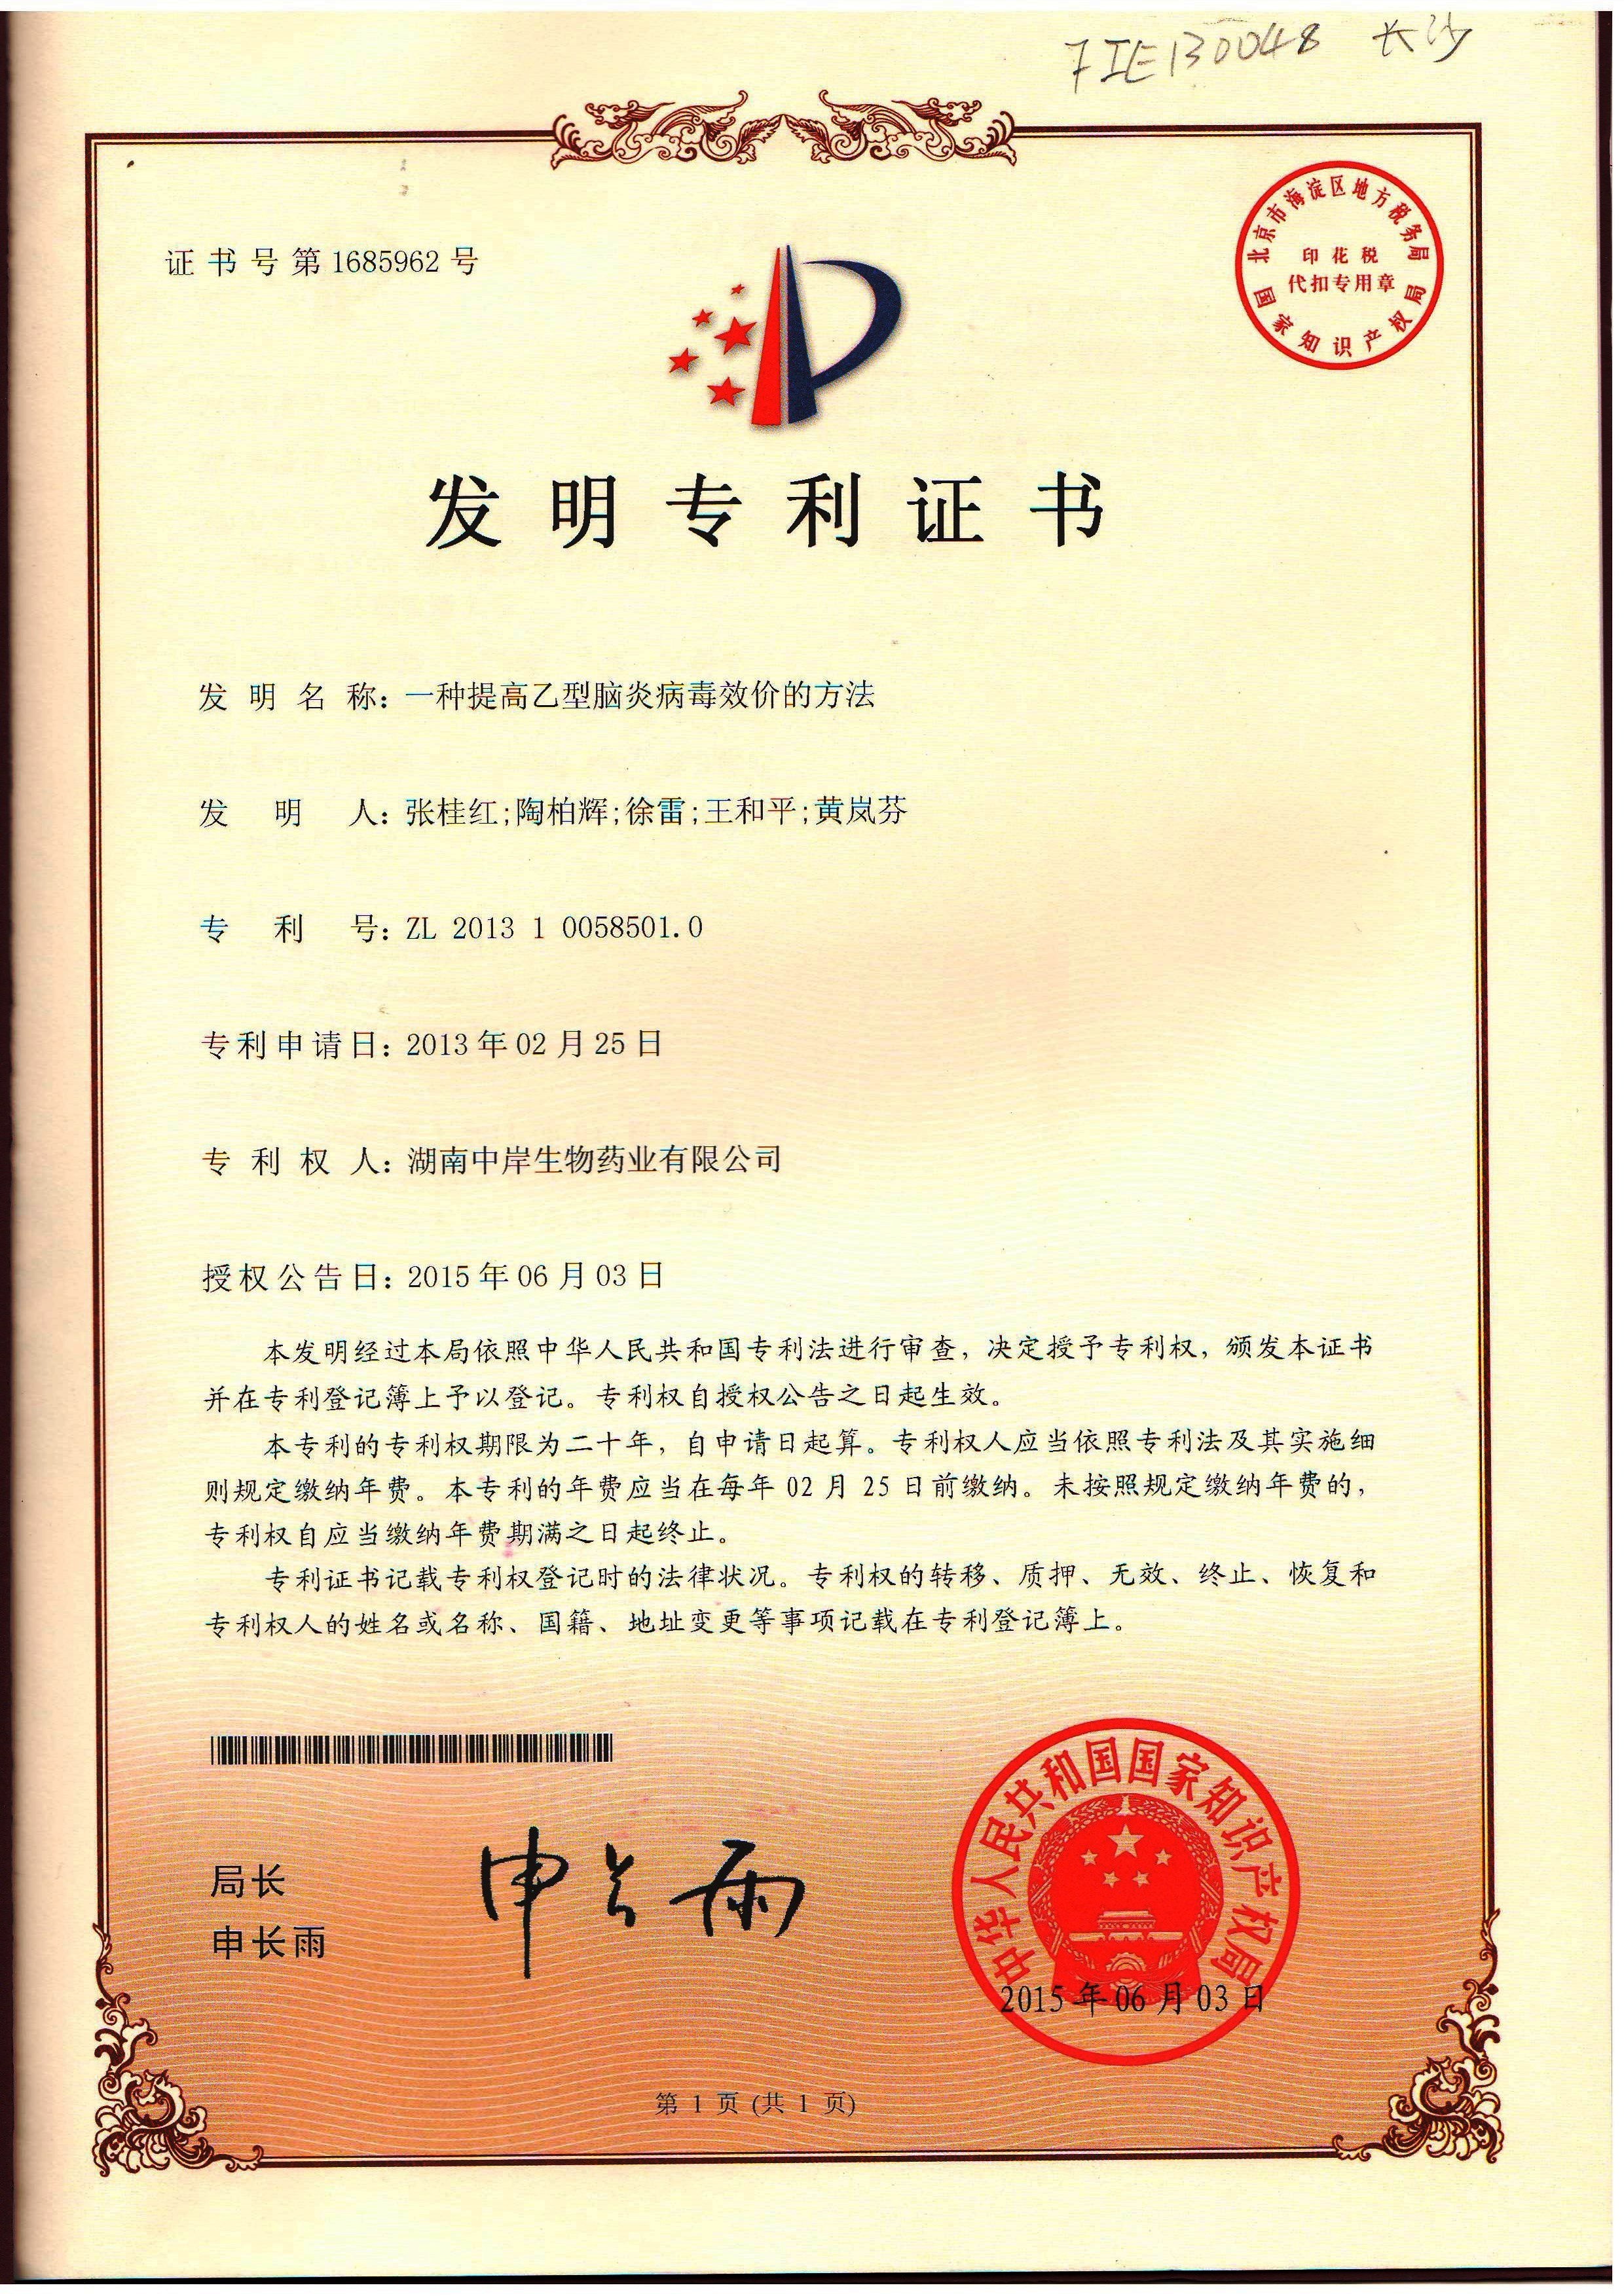 7IE130048 长沙
北京市海淀区地方税务局
印花税
代扣专用章
国家知识产权局
证书号第1685962号
发明专利证书
发明名称：一种提高乙型脑炎病毒效价的方法
发明人：张桂红;陶柏辉;徐雷;王和平;黄岚芬
专利号：ZL 2013 1 0058501.0
专利申请日：2013年02月25日
专利权人：湖南中岸生物药业有限公司
授权公告日：2015年06月03日
本发明经过本局依照中华人民共和国专利法进行审查，决定授予专利权，颁发本证书
并在专利登记簿上予以登记。专利权自授权公告之日起生效。
本专利的专利权期限为二十年，自申请日起算。专利权人应当依照专利法及其实施细
则规定缴纳年费。本专利的年费应当在每年02月25日前缴纳。未按照规定缴纳年费的，
专利权自应当缴纳年费期满之日起终止。
专利证书记载专利权登记时的法律状况。专利权的转移、质押、无效、终止、恢复和
专利权人的姓名或名称、国籍、地址变更等事项记载在专利登记簿上。
局长
申长雨
申长雨
中华人民共和国国家知识产权局
2015年06月03日
第1页(共1页)